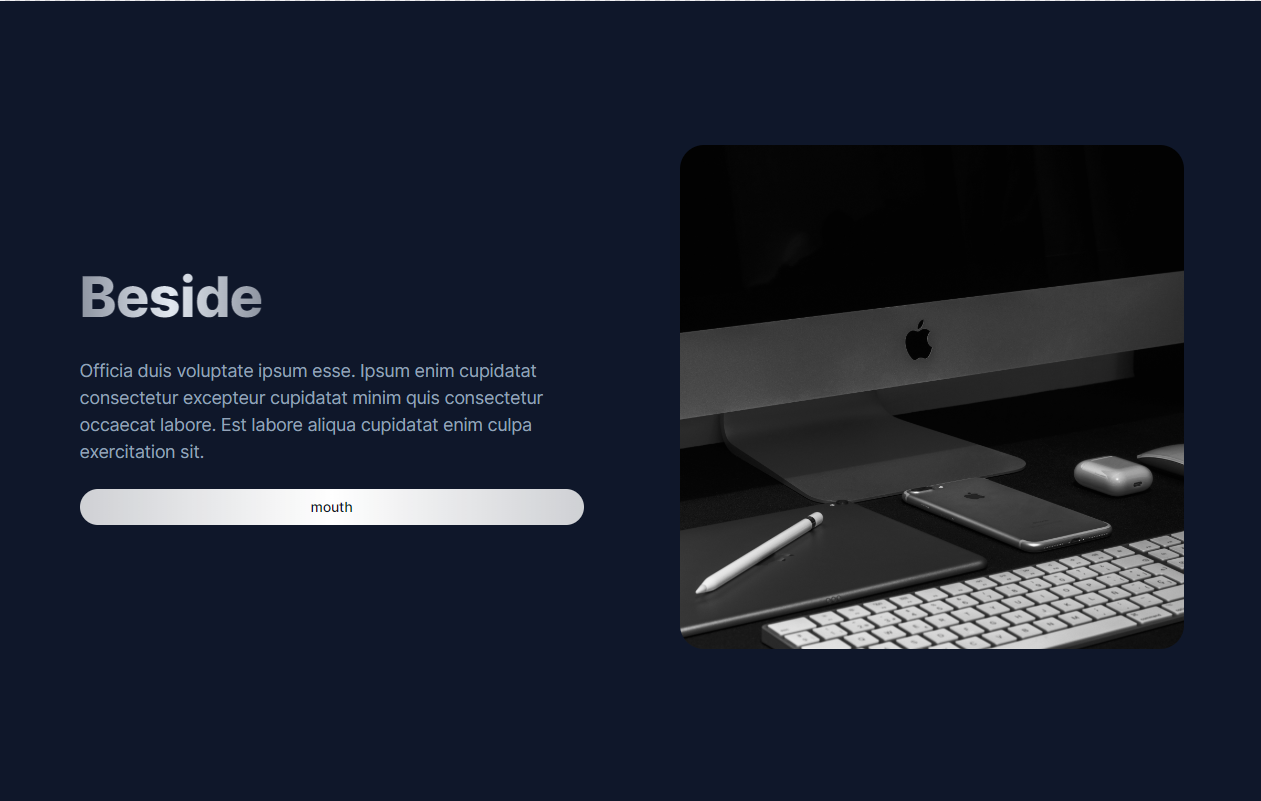 Beside
Officia duis voluptate ipsum esse. Ipsum enim cupidatat
consectetur excepteur cupidatat minim quis consectetur
occaecat labore. Est labore aliqua cupidatat enim culpa
exercitation sit.
mouth